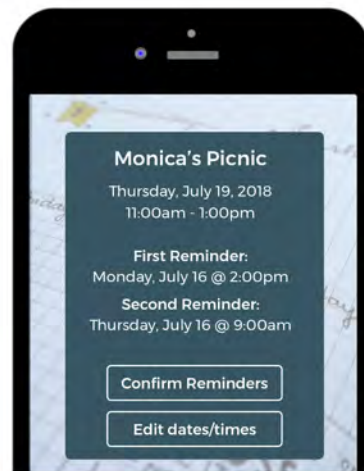 Monica's Picnic
Thursday, July 19, 2018
11:00am - 1:00pm
First Reminder:
Monday, July 16 @ 2:00pm
Second Reminder:
Thursday, July 16 @ 9:00am
Confirm Reminders
Edit dates/times